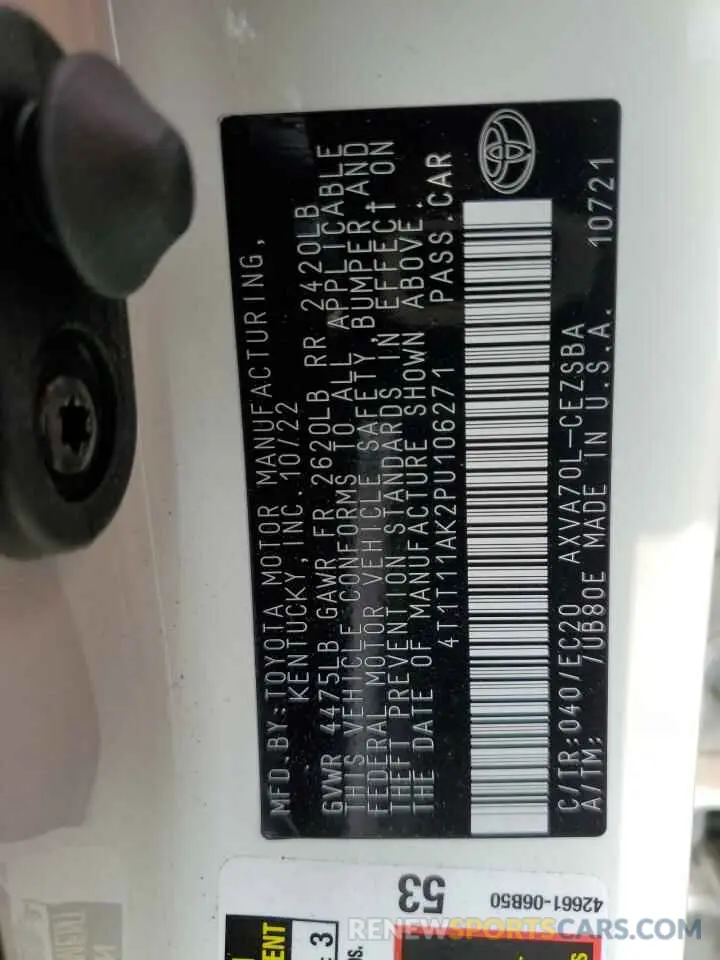 MFD. BY: TOYOTA MOTOR MANUFACTURING,
KENTUCKY, INC. 10/22
GVWR 4475LB GAWR FR 2620LB RR 2420LB
THIS VEHICLE CONFORMS TO ALL APPLICABLE
FEDERAL MOTOR VEHICLE SAFETY, BUMPER, AND
THEFT PREVENTION STANDARDS IN EFFECT ON
THE DATE OF MANUFACTURE SHOWN ABOVE.
4T1T11AK2PU106271 PASS.CAR
C/TR:040/EC20 AXVA70L-CEZSBA
A/TM: 7UB80E MADE IN U.S.A. 10721
53
42661-06B50
3
RENEWSPORTSCARS.COM